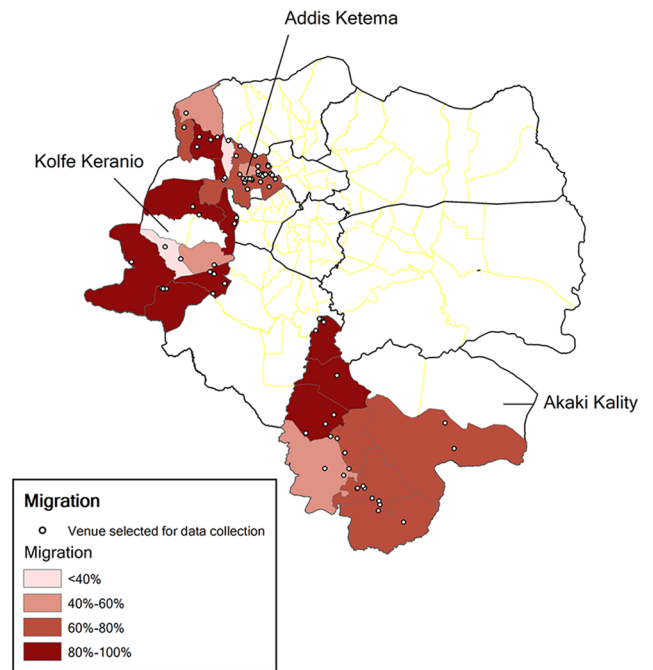 Addis Ketema
Kolfe Keranio
Akaki Kality
Migration
Venue selected for data collection
Migration
<40%
40%-60%
60%-80%
80%-100%